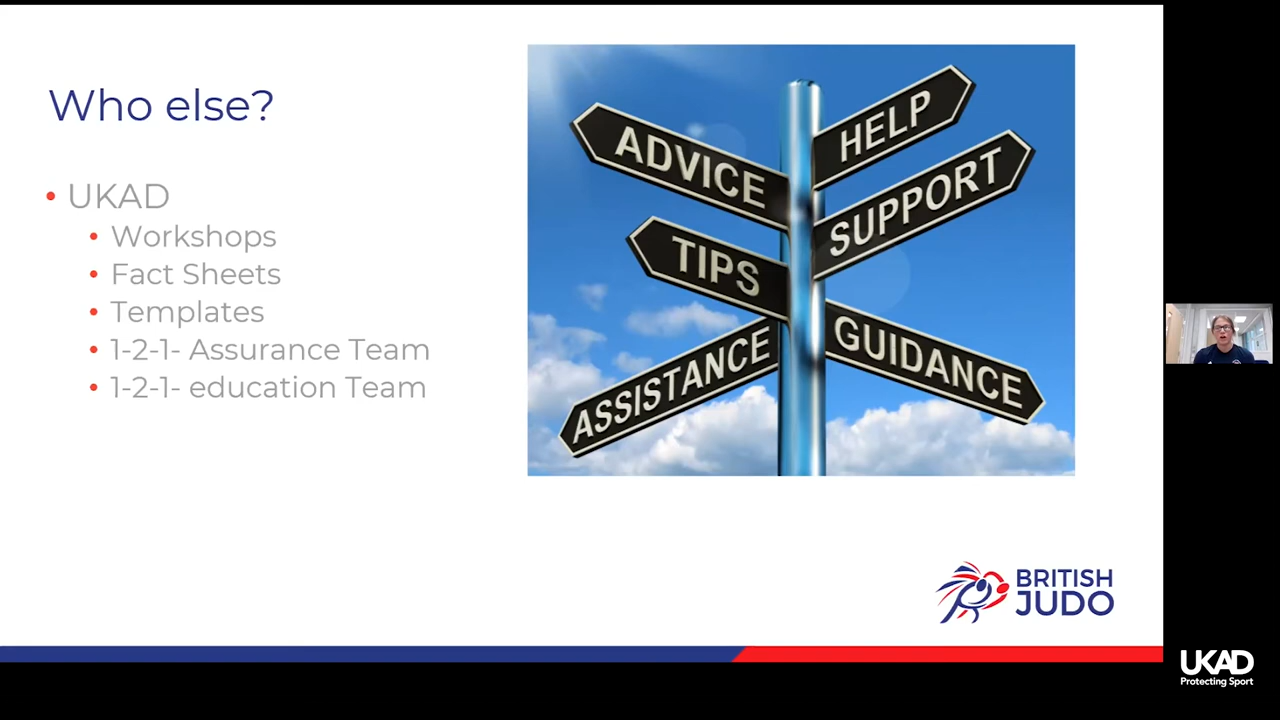 Who else?
UKAD
Workshops
Fact Sheets
Templates
1-2-1- Assurance Team
1-2-1- education Team
ADVICE
HELP
SUPPORT
TIPS
GUIDANCE
ASSISTANCE
BRITISH
JUDO
UKAD
Protecting Sport